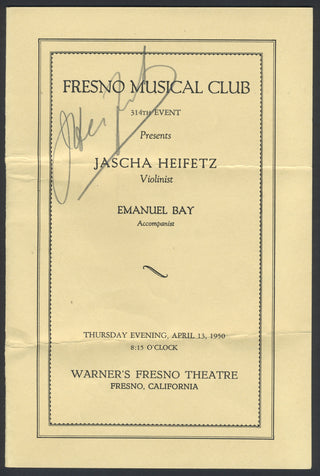 FRESNO MUSICAL CLUB
314TH EVENT
Presents
JASCHA HEIFETZ
Violinist
EMANUEL BAY
Accompanist
THURSDAY EVENING, APRIL 13, 1950
8:15 O'CLOCK
WARNER'S FRESNO THEATRE
FRESNO, CALIFORNIA
JHeifetz